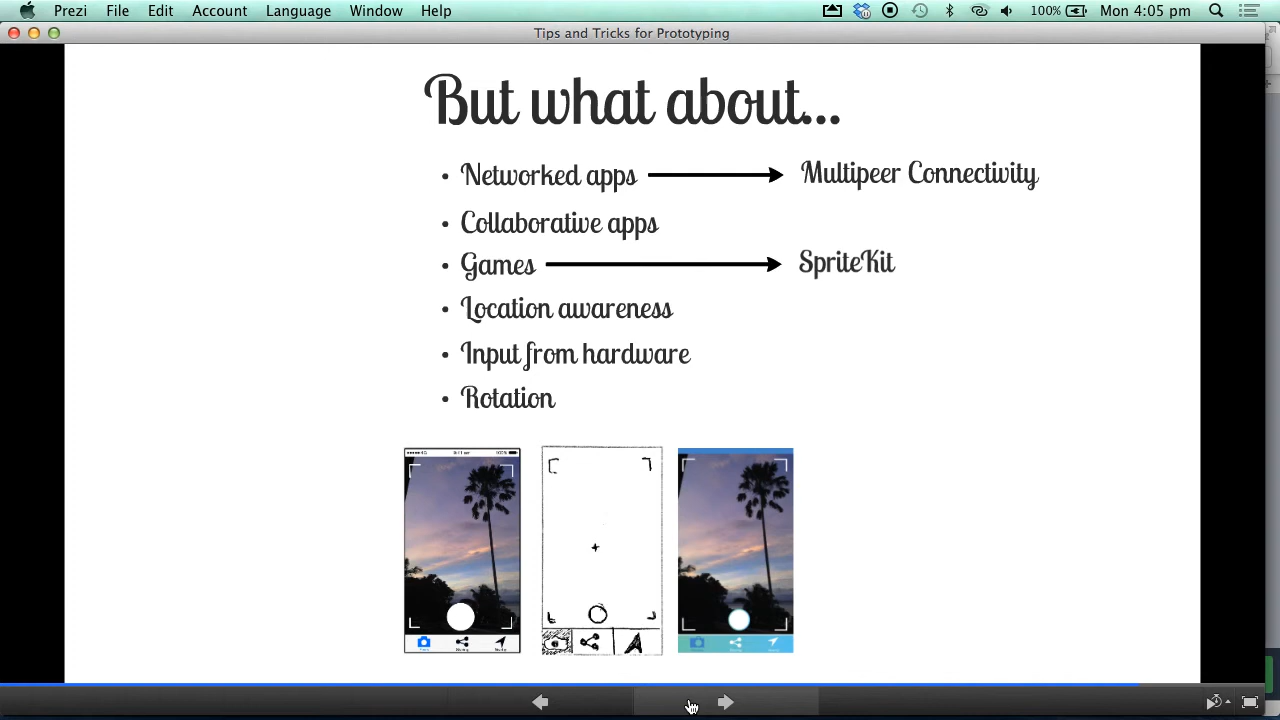 Prezi File Edit Account Language Window Help 100% Mon 4:05 pm
Tips and Tricks for Prototyping
But what about...
• Networked apps Multipeer Connectivity
• Collaborative apps
• Games SpriteKit
• Location awareness
• Input from hardware
• Rotation
100%